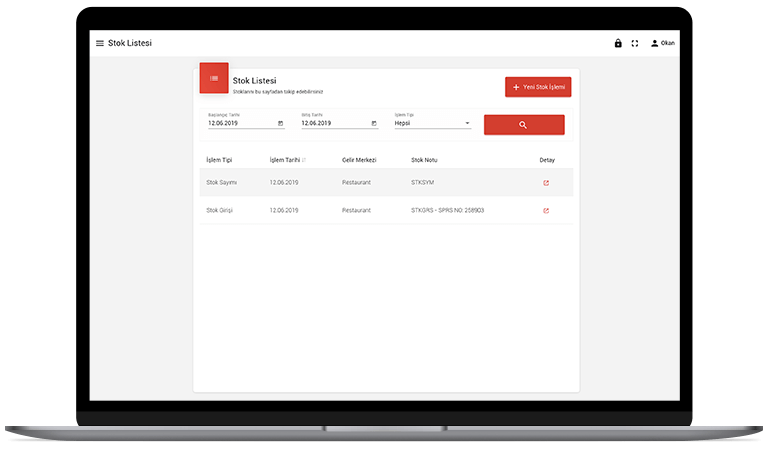 Stok Listesi
Okan
Stok Listesi
Stoklarını bu sayfadan takip edebilirsiniz
Yeni Stok İşlemi
Başlangıç Tarihi
Bitiş Tarihi
İşlem Tipi
12.06.2019
12.06.2019
Hepsi
İşlem Tipi İşlem Tarihi Gelir Merkezi Stok Notu Detay
Stok Sayımı 12.06.2019 Restaurant STKSYM
Stok Girişi 12.06.2019 Restaurant STKGRS - SPRS NO: 258903